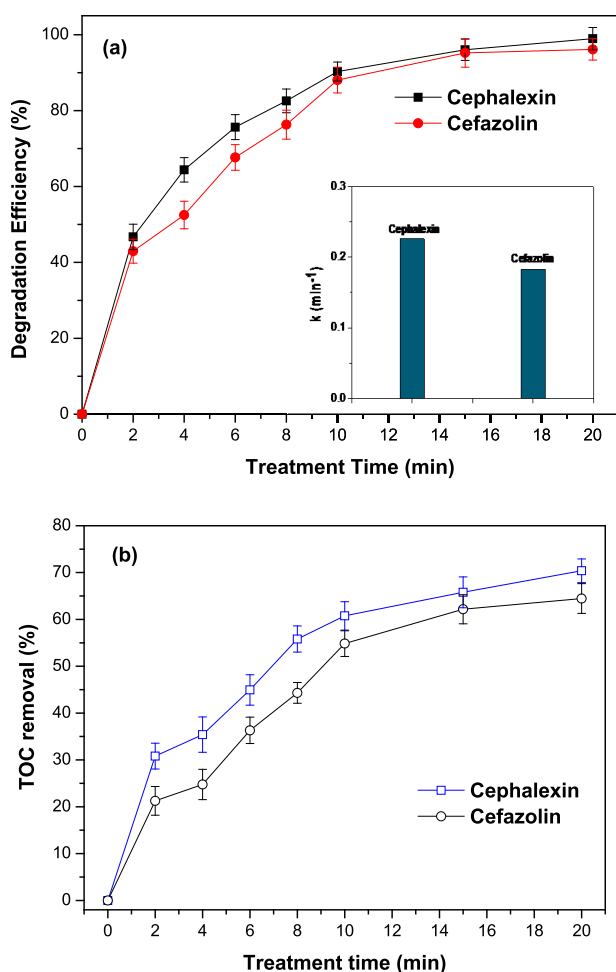 (a)
Degradation Efficiency (%)
100
80
60
40
20
0
Cephalexin
Cefazolin
k (min-1)
0.3
0.2
0.1
0.0
Cephalexin
Cefazolin
0 2 4 6 8 10 12 14 16 18 20
Treatment Time (min)
(b)
TOC removal (%)
80
70
60
50
40
30
20
10
0
Cephalexin
Cefazolin
0 2 4 6 8 10 12 14 16 18 20
Treatment time (min)